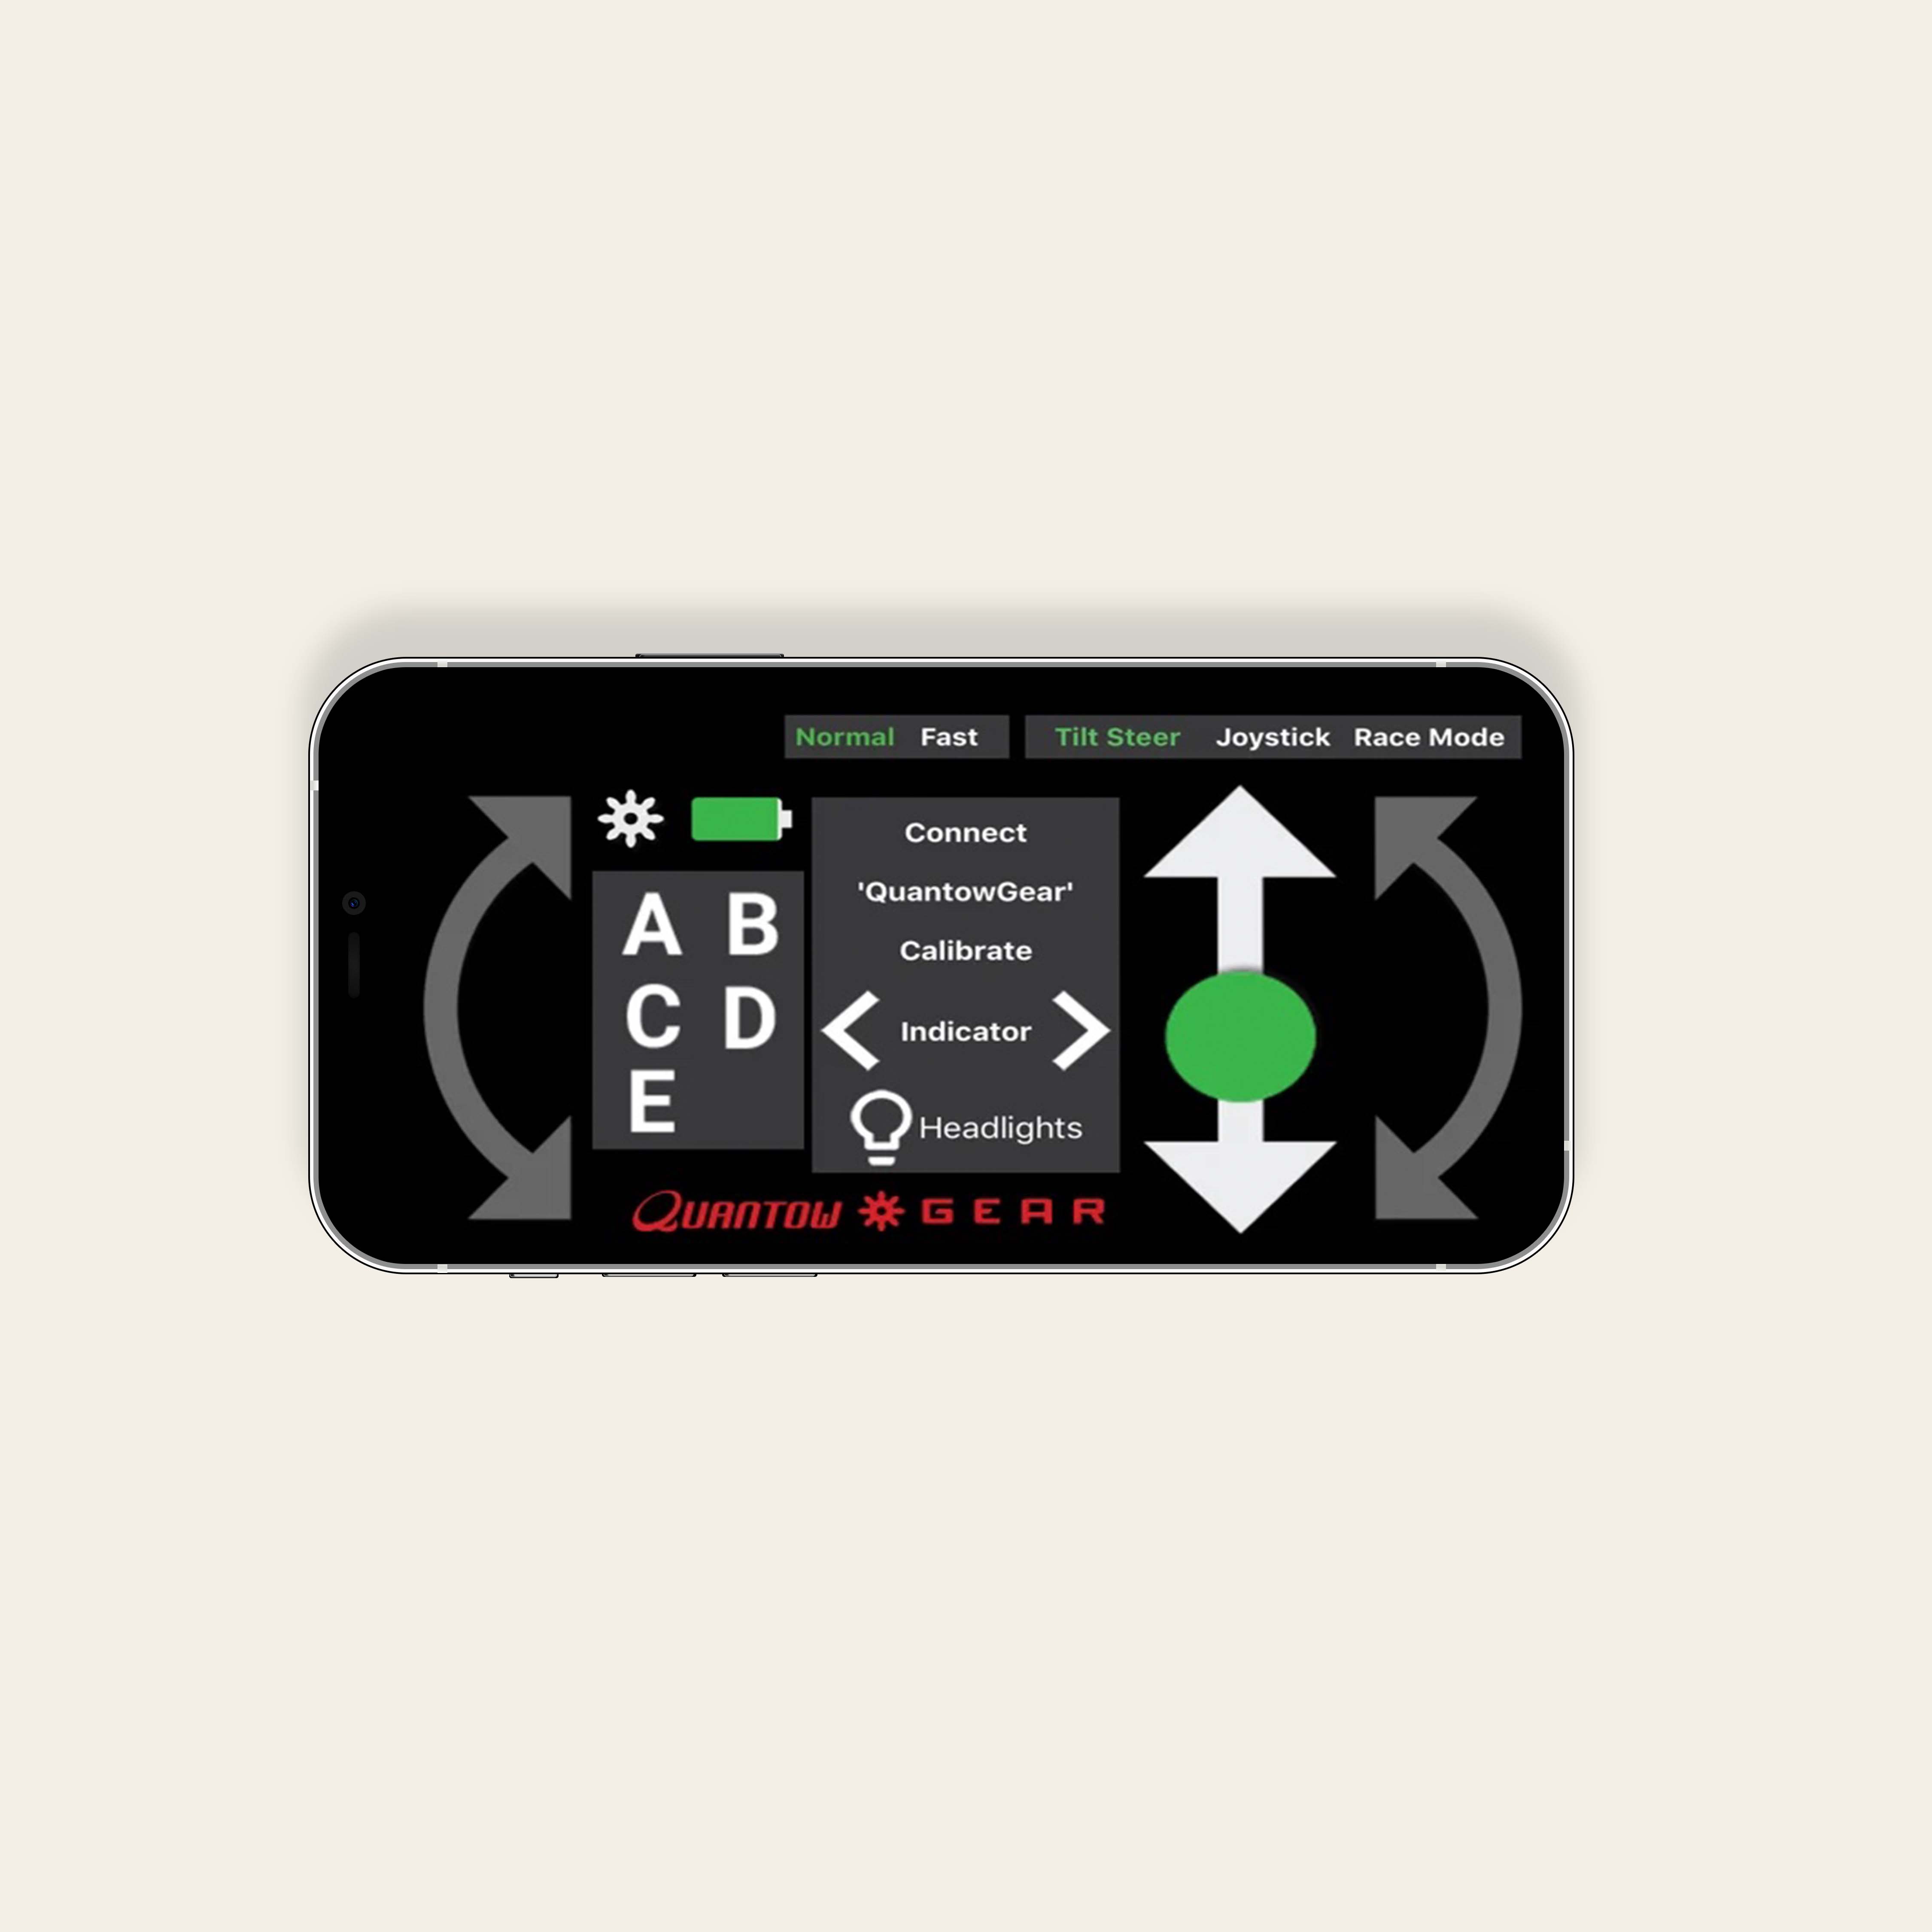 Normal Fast Tilt Steer Joystick Race Mode
A B
C D
E
Connect
'QuantowGear'
Calibrate
Indicator
Headlights
QUANTOW GEAR